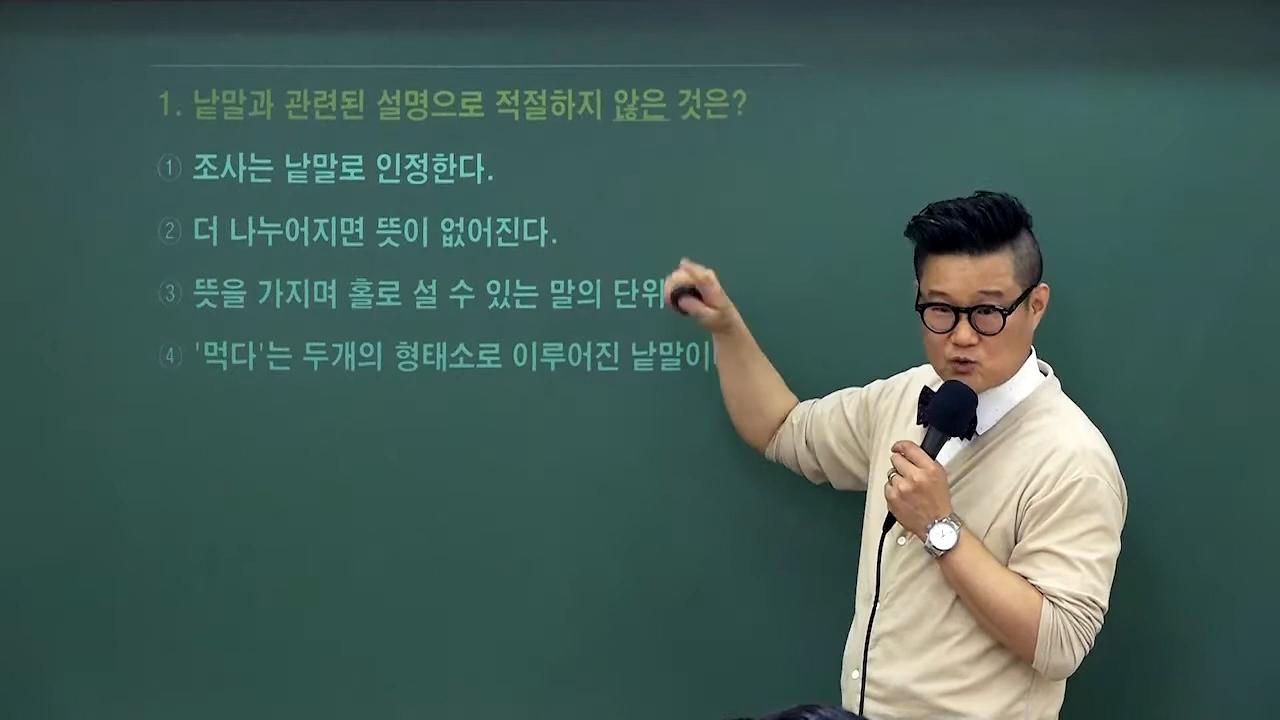 1. 낱말과 관련된 설명으로 적절하지 않은 것은?
① 조사는 낱말로 인정한다.
② 더 나누어지면 뜻이 없어진다.
③ 뜻을 가지며 홀로 설 수 있는 말의 단위
④ '먹다'는 두개의 형태소로 이루어진 낱말이